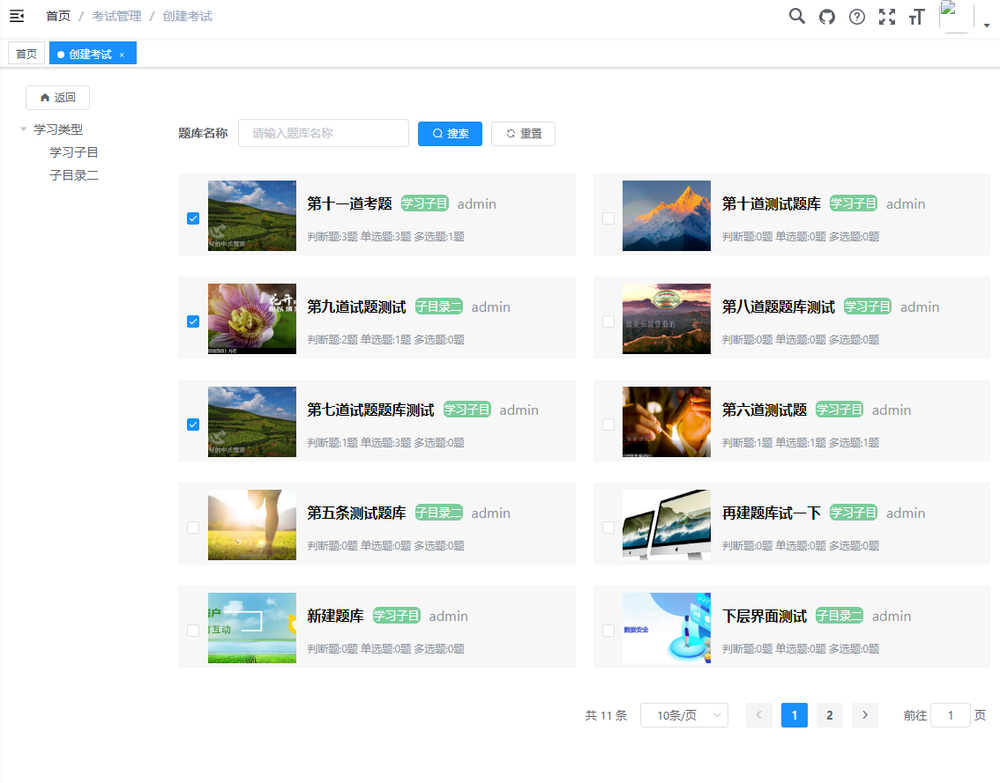 首页 / 考试管理 / 创建考试
首页 创建考试 ×
返回
学习类型
学习子目
子目录二
题库名称 请输入题库名称 搜索 重置
第十一道考题 学习子目 admin
判断题:3题 单选题:3题 多选题:1题
第十道测试题库 学习子目 admin
判断题:0题 单选题:0题 多选题:0题
第九道试题测试 子目录二 admin
判断题:2题 单选题:1题 多选题:0题
第八道题题库测试 学习子目 admin
判断题:0题 单选题:0题 多选题:0题
第七道试题题库测试 学习子目 admin
判断题:1题 单选题:3题 多选题:0题
第六道测试题 学习子目 admin
判断题:1题 单选题:1题 多选题:1题
第五条测试题库 子目录二 admin
判断题:0题 单选题:0题 多选题:0题
再建题库试一下 学习子目 admin
判断题:0题 单选题:0题 多选题:0题
新建题库 学习子目 admin
判断题:0题 单选题:0题 多选题:0题
数据安全
下层界面测试 子目录二 admin
判断题:0题 单选题:0题 多选题:0题
共 11 条 10条/页 1 2 前往 1 页